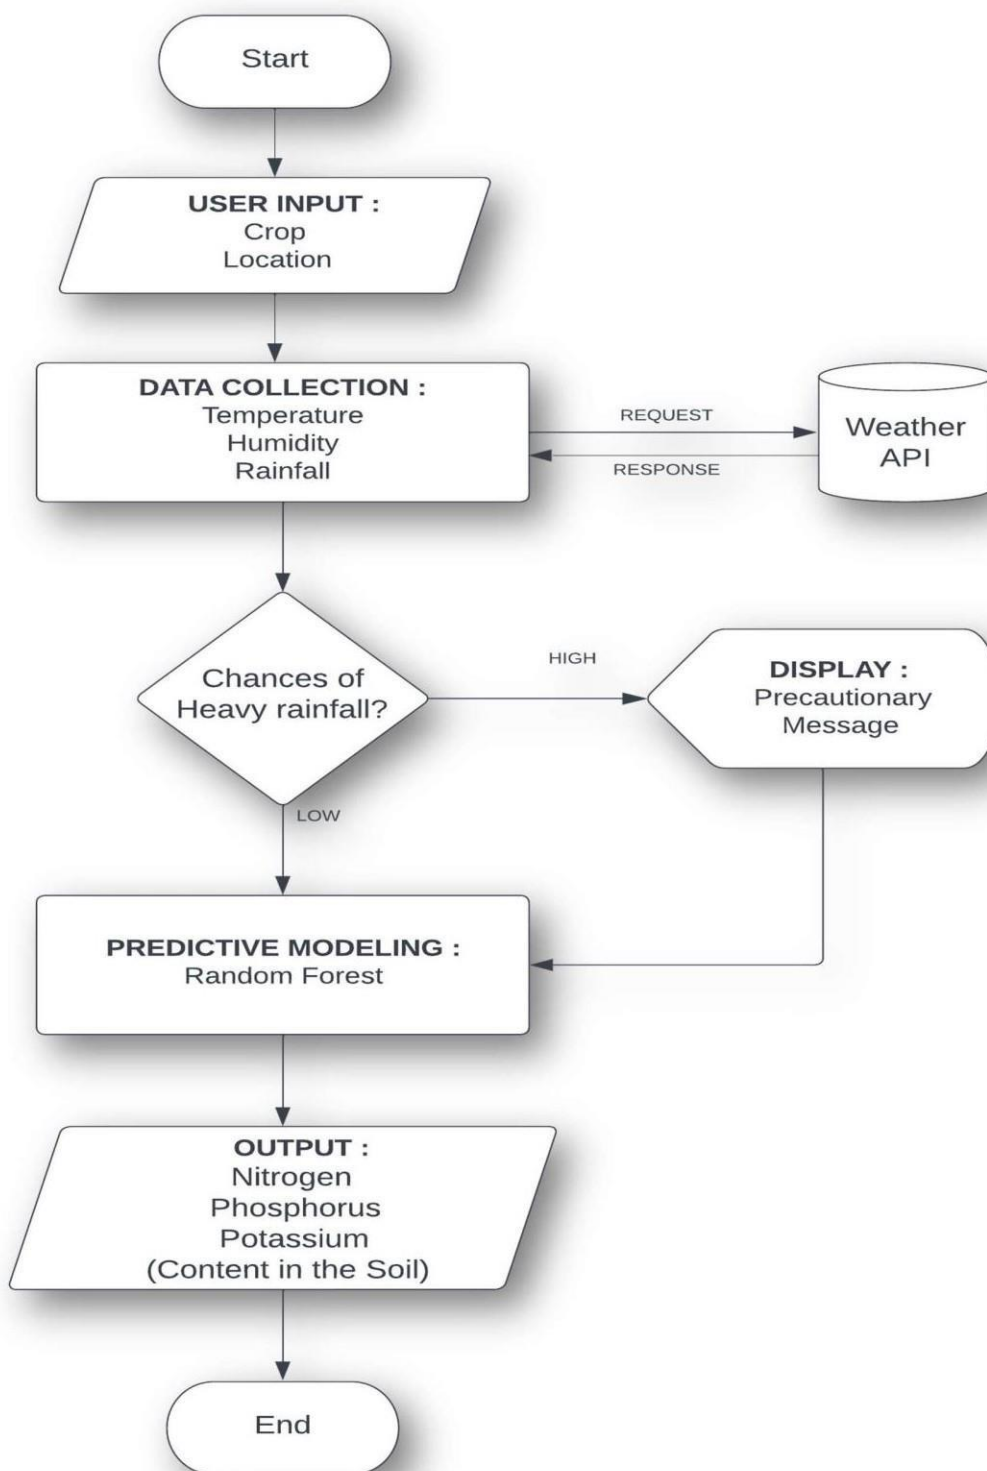 Start
USER INPUT :
Crop
Location
DATA COLLECTION :
Temperature
Humidity
Rainfall
REQUEST
RESPONSE
Weather
API
Chances of
Heavy rainfall?
HIGH
DISPLAY :
Precautionary
Message
LOW
PREDICTIVE MODELING :
Random Forest
OUTPUT :
Nitrogen
Phosphorus
Potassium
(Content in the Soil)
End